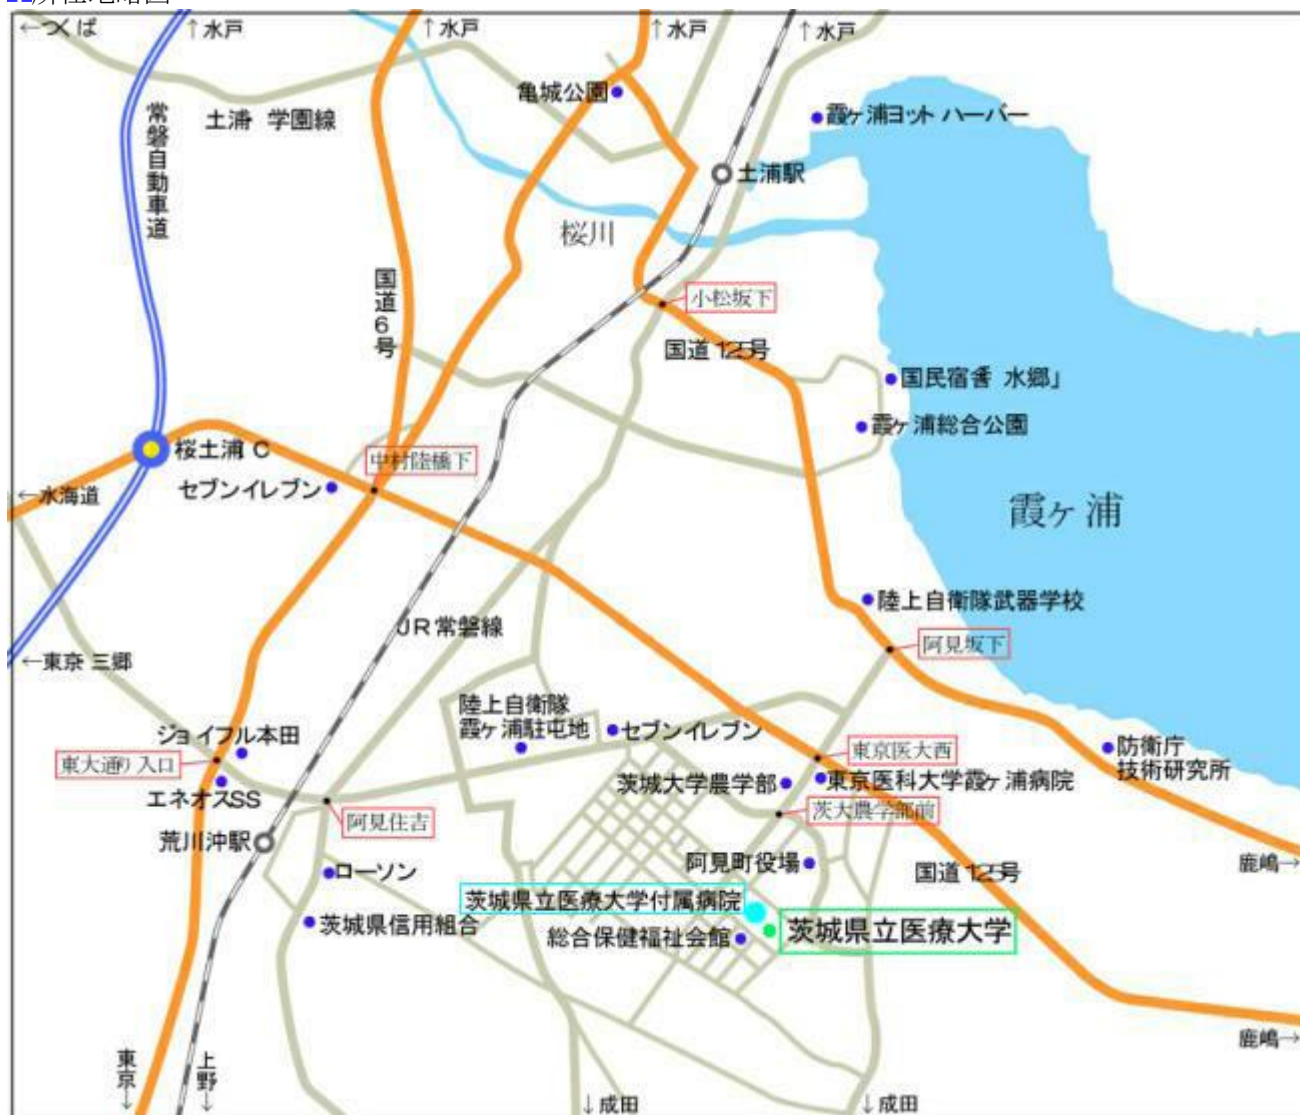 所在地略図
←つくば
↑水戸
↑水戸
↑水戸
↑水戸
常磐自動車道
土浦 学園線
亀城公園
霞ヶ浦ヨットハーバー
土浦駅
桜川
国道6号
小松坂下
国道125号
国民宿舎 水郷」
霞ヶ浦総合公園
桜土浦IC
中村陸橋下
セブンイレブン
←水海道
霞ヶ浦
陸上自衛隊武器学校
JR常磐線
阿見坂下
←東京 三郷
陸上自衛隊
霞ヶ浦駐屯地
セブンイレブン
ジョイフル本田
東大通り入口
東京医大西
防衛庁
技術研究所
茨城大学農学部
東京医科大学霞ヶ浦病院
エネオスSS
阿見住吉
茨大農学部前
荒川沖駅
阿見町役場
国道125号
鹿嶋→
ローソン
茨城県立医療大学付属病院
茨城県信用組合
総合保健福祉会館
茨城県立医療大学
鹿嶋→
東京→
上野→
↓成田
↓成田